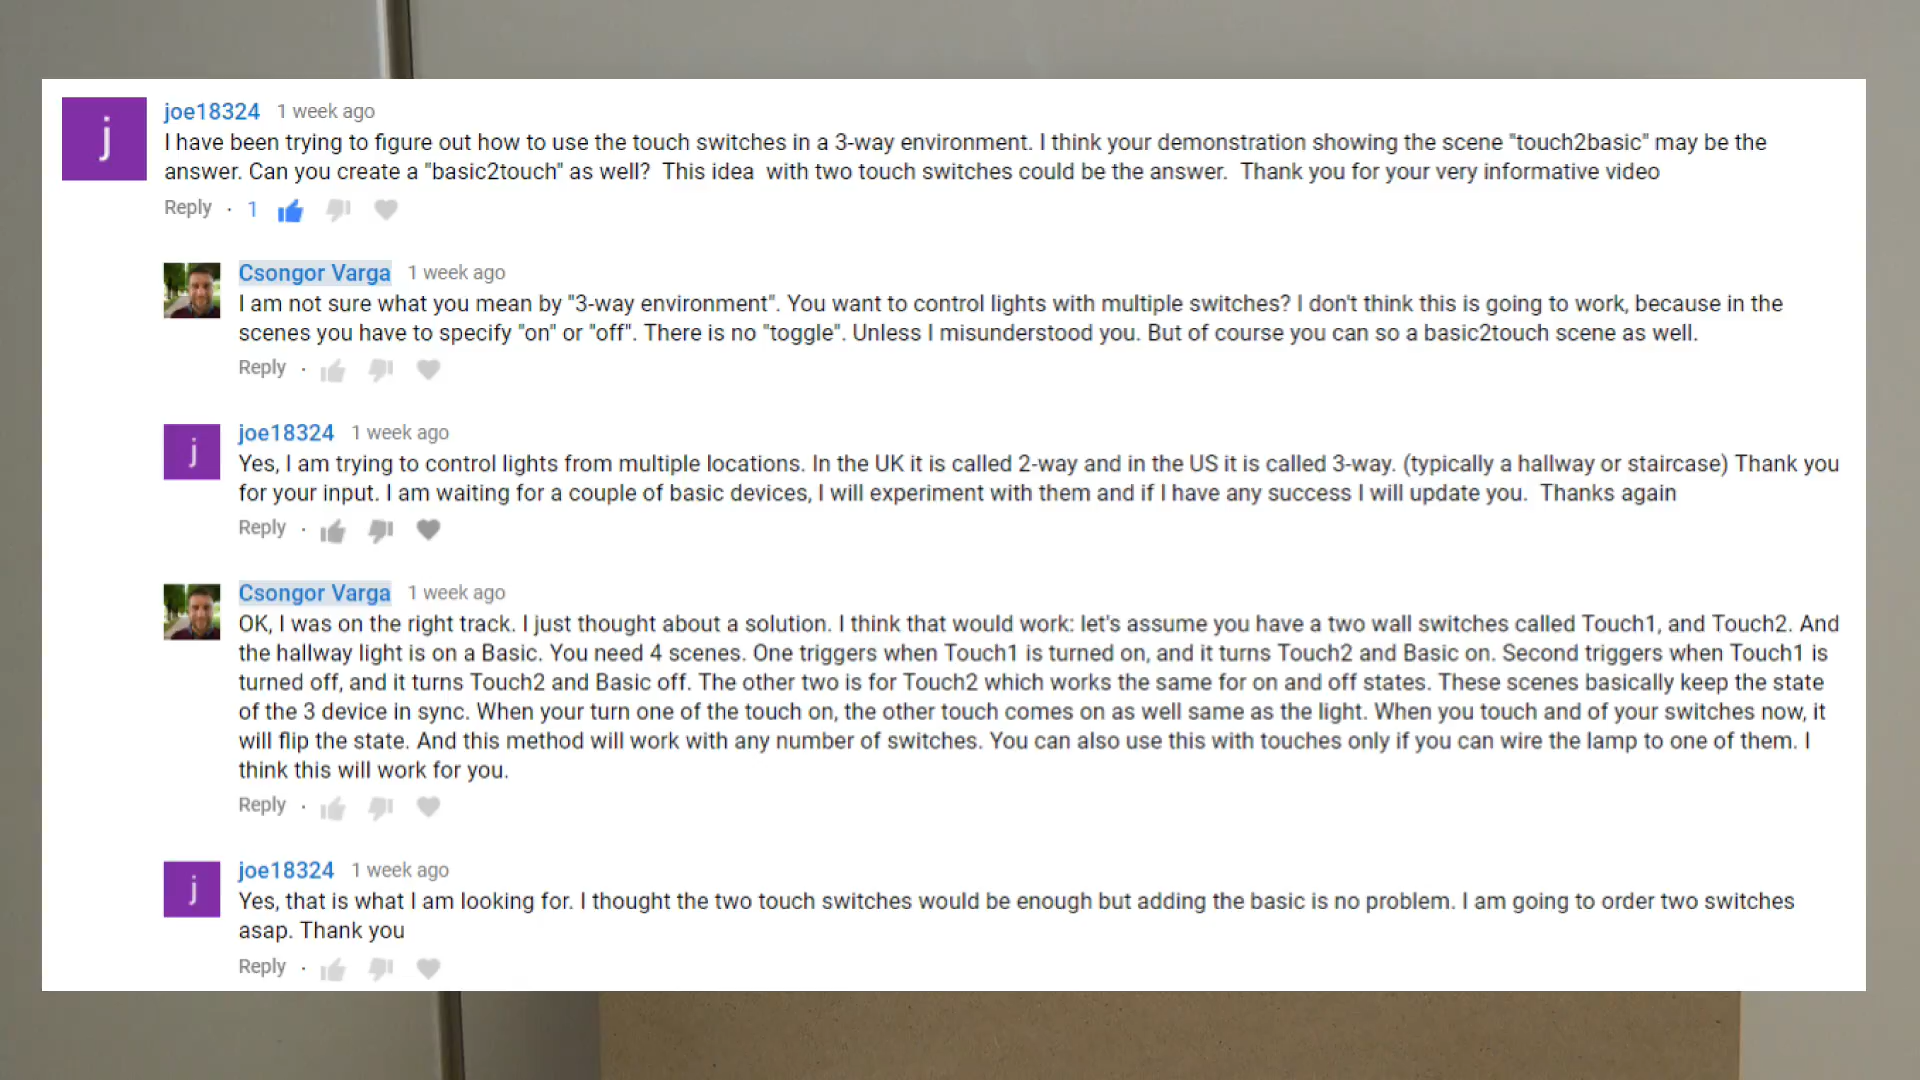 j
joe18324 1 week ago
I have been trying to figure out how to use the touch switches in a 3-way environment. I think your demonstration showing the scene "touch2basic" may be the
answer. Can you create a "basic2touch" as well? This idea with two touch switches could be the answer. Thank you for your very informative video
Reply · 1
Csongor Varga 1 week ago
I am not sure what you mean by "3-way environment". You want to control lights with multiple switches? I don't think this is going to work, because in the
scenes you have to specify "on" or "off". There is no "toggle". Unless I misunderstood you. But of course you can so a basic2touch scene as well.
Reply ·
j
joe18324 1 week ago
Yes, I am trying to control lights from multiple locations. In the UK it is called 2-way and in the US it is called 3-way. (typically a hallway or staircase) Thank you
for your input. I am waiting for a couple of basic devices, I will experiment with them and if I have any success I will update you. Thanks again
Reply ·
Csongor Varga 1 week ago
OK, I was on the right track. I just thought about a solution. I think that would work: let's assume you have a two wall switches called Touch1, and Touch2. And
the hallway light is on a Basic. You need 4 scenes. One triggers when Touch1 is turned on, and it turns Touch2 and Basic on. Second triggers when Touch1 is
turned off, and it turns Touch2 and Basic off. The other two is for Touch2 which works the same for on and off states. These scenes basically keep the state
of the 3 device in sync. When your turn one of the touch on, the other touch comes on as well same as the light. When you touch and of your switches now, it
will flip the state. And this method will work with any number of switches. You can also use this with touches only if you can wire the lamp to one of them. I
think this will work for you.
Reply ·
j
joe18324 1 week ago
Yes, that is what I am looking for. I thought the two touch switches would be enough but adding the basic is no problem. I am going to order two switches
asap. Thank you
Reply ·